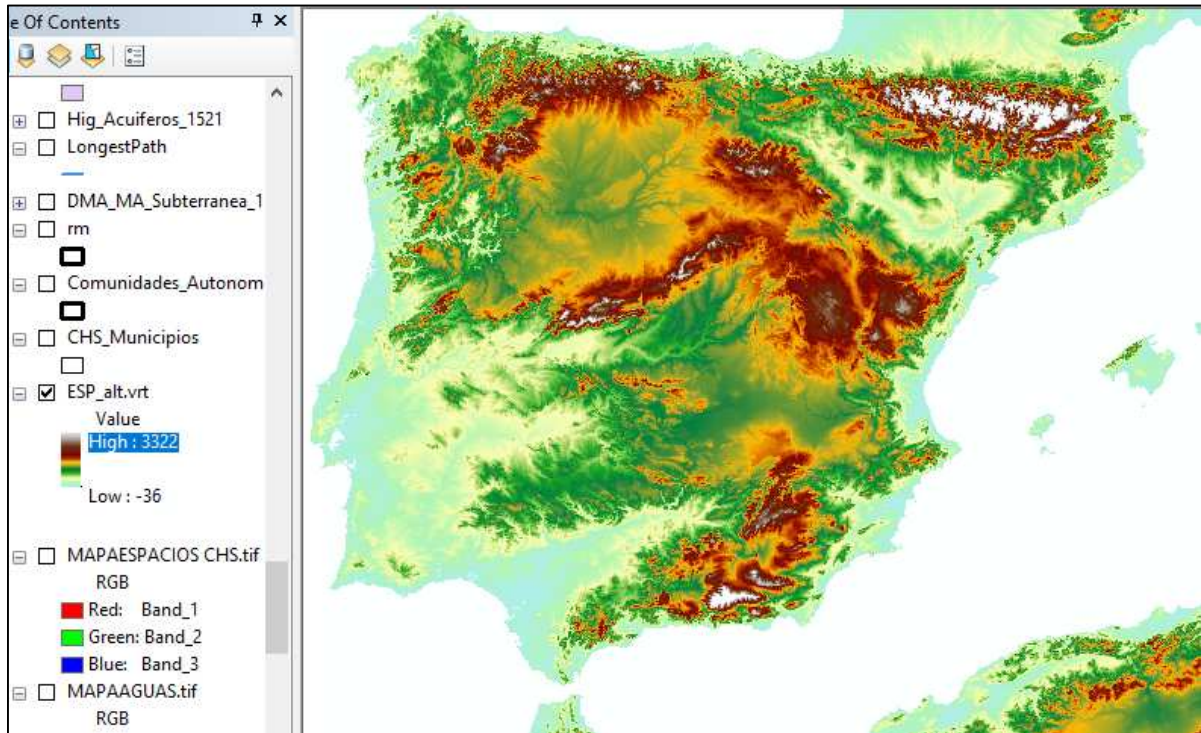 e Of Contents
Hig_Acuiferos_1521
LongestPath
DMA_MA_Subterranea_1
rm
Comunidades_Autonom
CHS_Municipios
ESP_alt.vrt
Value
High : 3322
Low : -36
MAPAESPACIOS CHS.tif
RGB
Red: Band_1
Green: Band_2
Blue: Band_3
MAPAAGUAS.tif
RGB